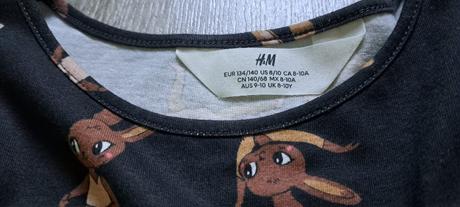 H&M
EUR 134/140 US 8/10 CA 8-10A
CN 140/68 MX 8-10A
AUS 9-10 UK 8-10Y